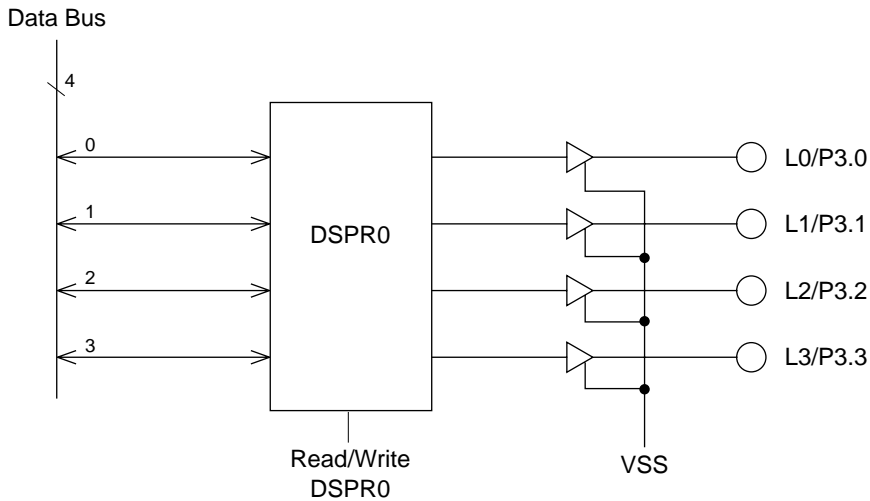 Data Bus
4
0
L0/P3.0
1
L1/P3.1
DSPR0
2
L2/P3.2
3
L3/P3.3
Read/Write
DSPR0
VSS